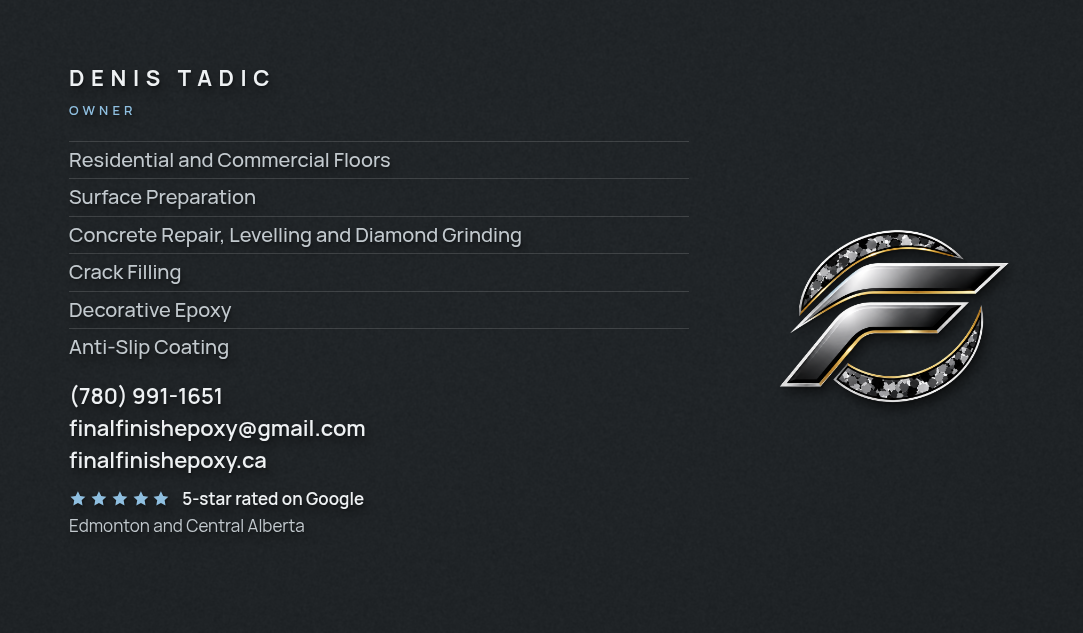 DENIS TADIC
OWNER
Residential and Commercial Floors
Surface Preparation
Concrete Repair, Levelling and Diamond Grinding
Crack Filling
Decorative Epoxy
Anti-Slip Coating
(780) 991-1651
finalfinishepoxy@gmail.com
finalfinishepoxy.ca
5-star rated on Google
Edmonton and Central Alberta